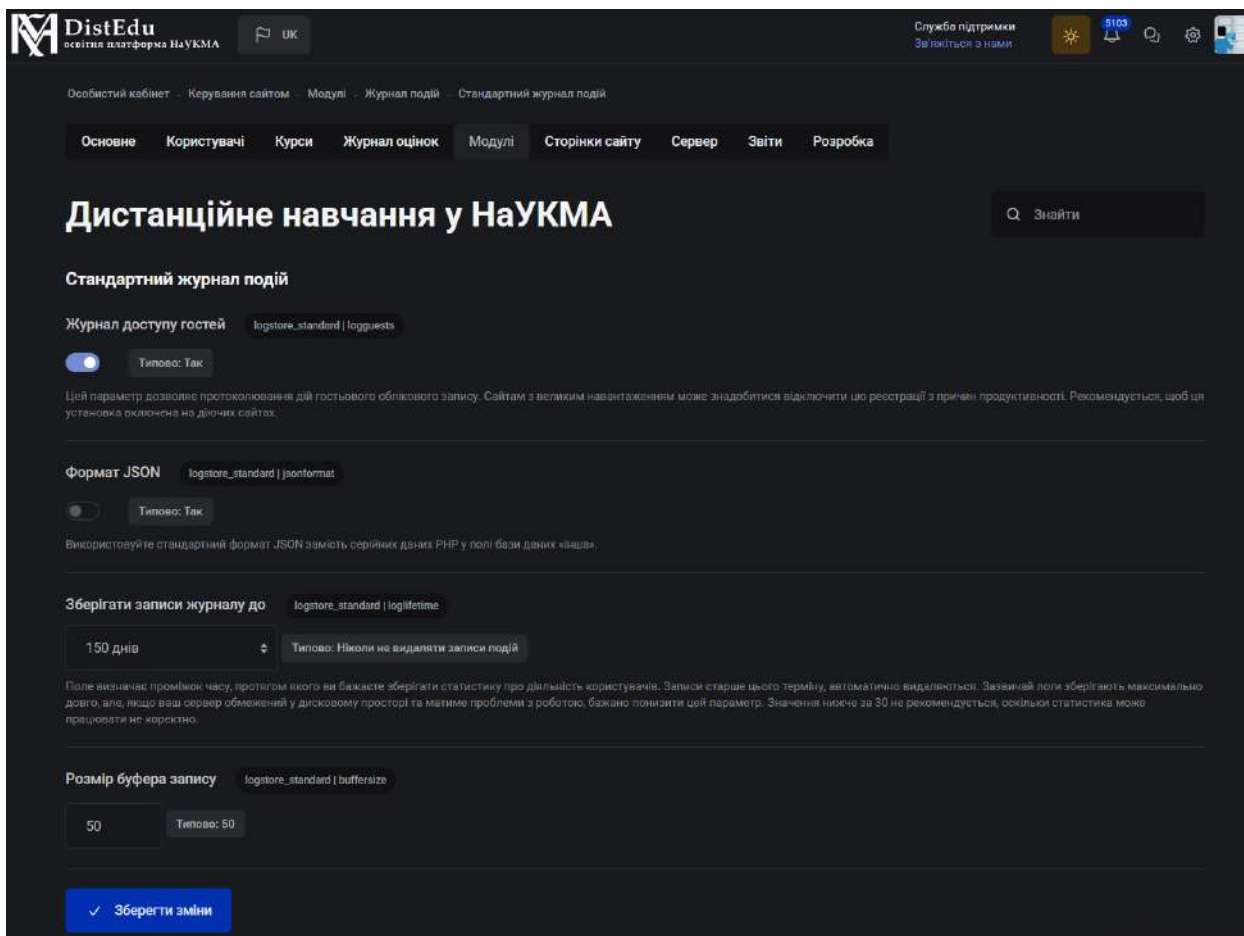 DistEdu
освітня платформа НаУКМА
UK
Служба підтримки
Зв'яжіться з нами
5103
Особистий кабінет - Керування сайтом - Модулі - Журнал подій - Стандартний журнал подій
Основне Користувачі Курси Журнал оцінок Модулі Сторінки сайту Сервер Звіти Розробка
Дистанційне навчання у НаУКМА
Знайти
Стандартний журнал подій
Журнал доступу гостей logstore_standard | logguests
Типово: Так
Цей параметр дозволяє протоколювання дій гостьового облікового запису. Сайтам з великим навантаженням може знадобитися відключити цю реєстрації з причин продуктивності. Рекомендується, щоб ця
установка включена на діючих сайтах.
Формат JSON logstore_standard | jsonformat
Типово: Так
Використовуйте стандартний формат JSON замість серійних даних PHP у полі бази даних «інша».
Зберігати записи журналу до logstore_standard | loglifetime
150 днів Типово: Ніколи не видаляти записи подій
Поле визначає проміжок часу, протягом якого ви бажаєте зберігати статистику про діяльність користувачів. Записи старше цього терміну, автоматично видаляються. Зазвичай логи зберігають максимально
довго, але, якщо ваш сервер обмежений у дисковому просторі та матиме проблеми з роботою, бажано понизити цей параметр. Значення нижче за 30 не рекомендується, оскільки статистика може
працювати не коректно.
Розмір буфера запису logstore_standard | buffersize
50 Типово: 50
Зберегти зміни